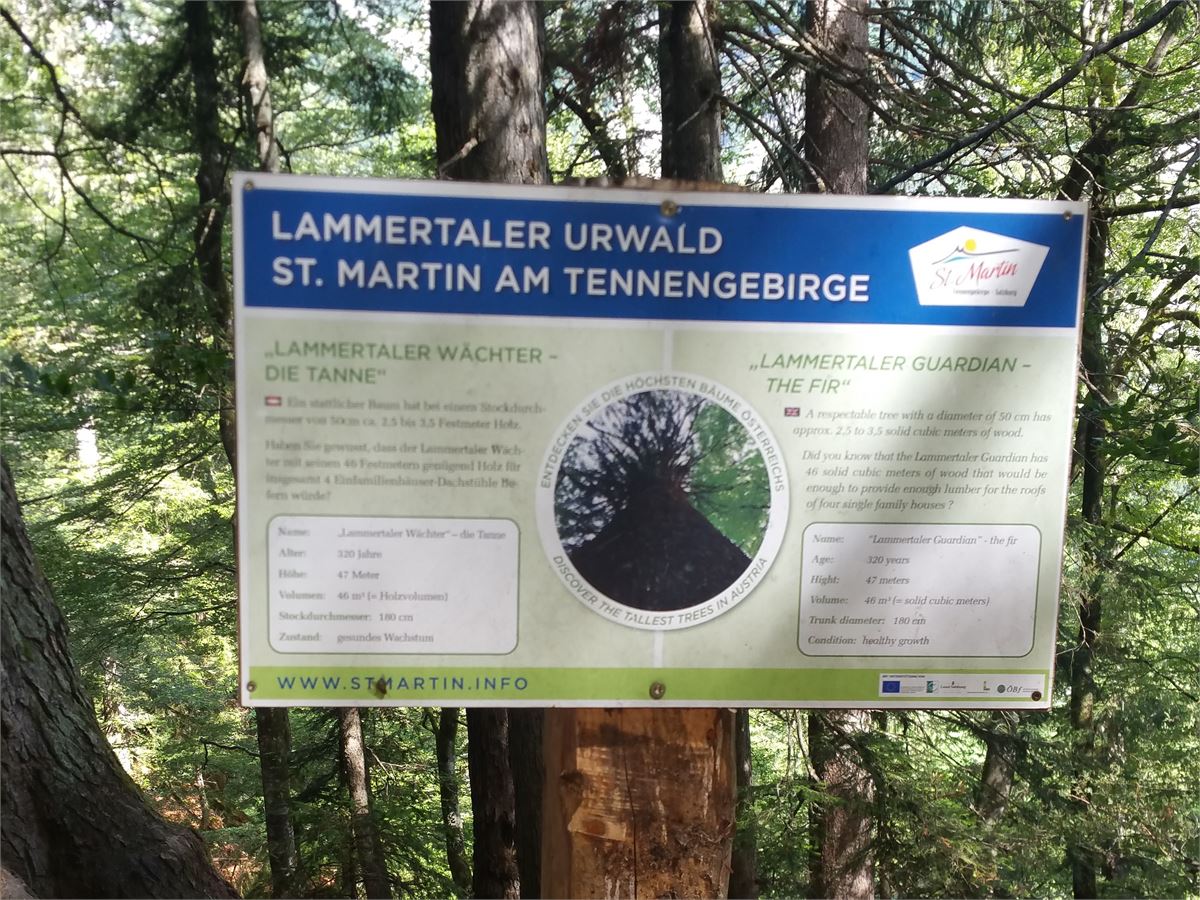 LAMMERTALER URWALD
ST. MARTIN AM TENNENGEBIRGE
St. Martin
Tennengebirge · Salzburg
„LAMMERTALER WÄCHTER –
DIE TANNE“
Ein stattlicher Baum hat bei einem Stockdurch-
messer von 50cm ca. 2,5 bis 3,5 Festmeter Holz.
Haben Sie gewusst, dass der Lammertaler Wäch-
ter mit seinen 46 Festmetern genügend Holz für
insgesamt 4 Einfamilienhäuser-Dachstühle lie-
fern würde?
Name: „Lammertaler Wächter“ – die Tanne
Alter: 320 Jahre
Höhe: 47 Meter
Volumen: 46 m³ (= Holzvolumen)
Stockdurchmesser: 180 cm
Zustand: gesundes Wachstum
ENTDECKEN SIE DIE HÖCHSTEN BÄUME ÖSTERREICHS
DISCOVER THE TALLEST TREES IN AUSTRIA
„LAMMERTALER GUARDIAN –
THE FIR“
A respectable tree with a diameter of 50 cm has
approx. 2,5 to 3,5 solid cubic meters of wood.
Did you know that the Lammertaler Guardian has
46 solid cubic meters of wood that would be
enough to provide enough lumber for the roofs
of four single family houses ?
Name: "Lammertaler Guardian" - the fir
Age: 320 years
Hight: 47 meters
Volume: 46 m³ (= solid cubic meters)
Trunk diameter: 180 cm
Condition: healthy growth
WWW.STMARTIN.INFO
ÖBf